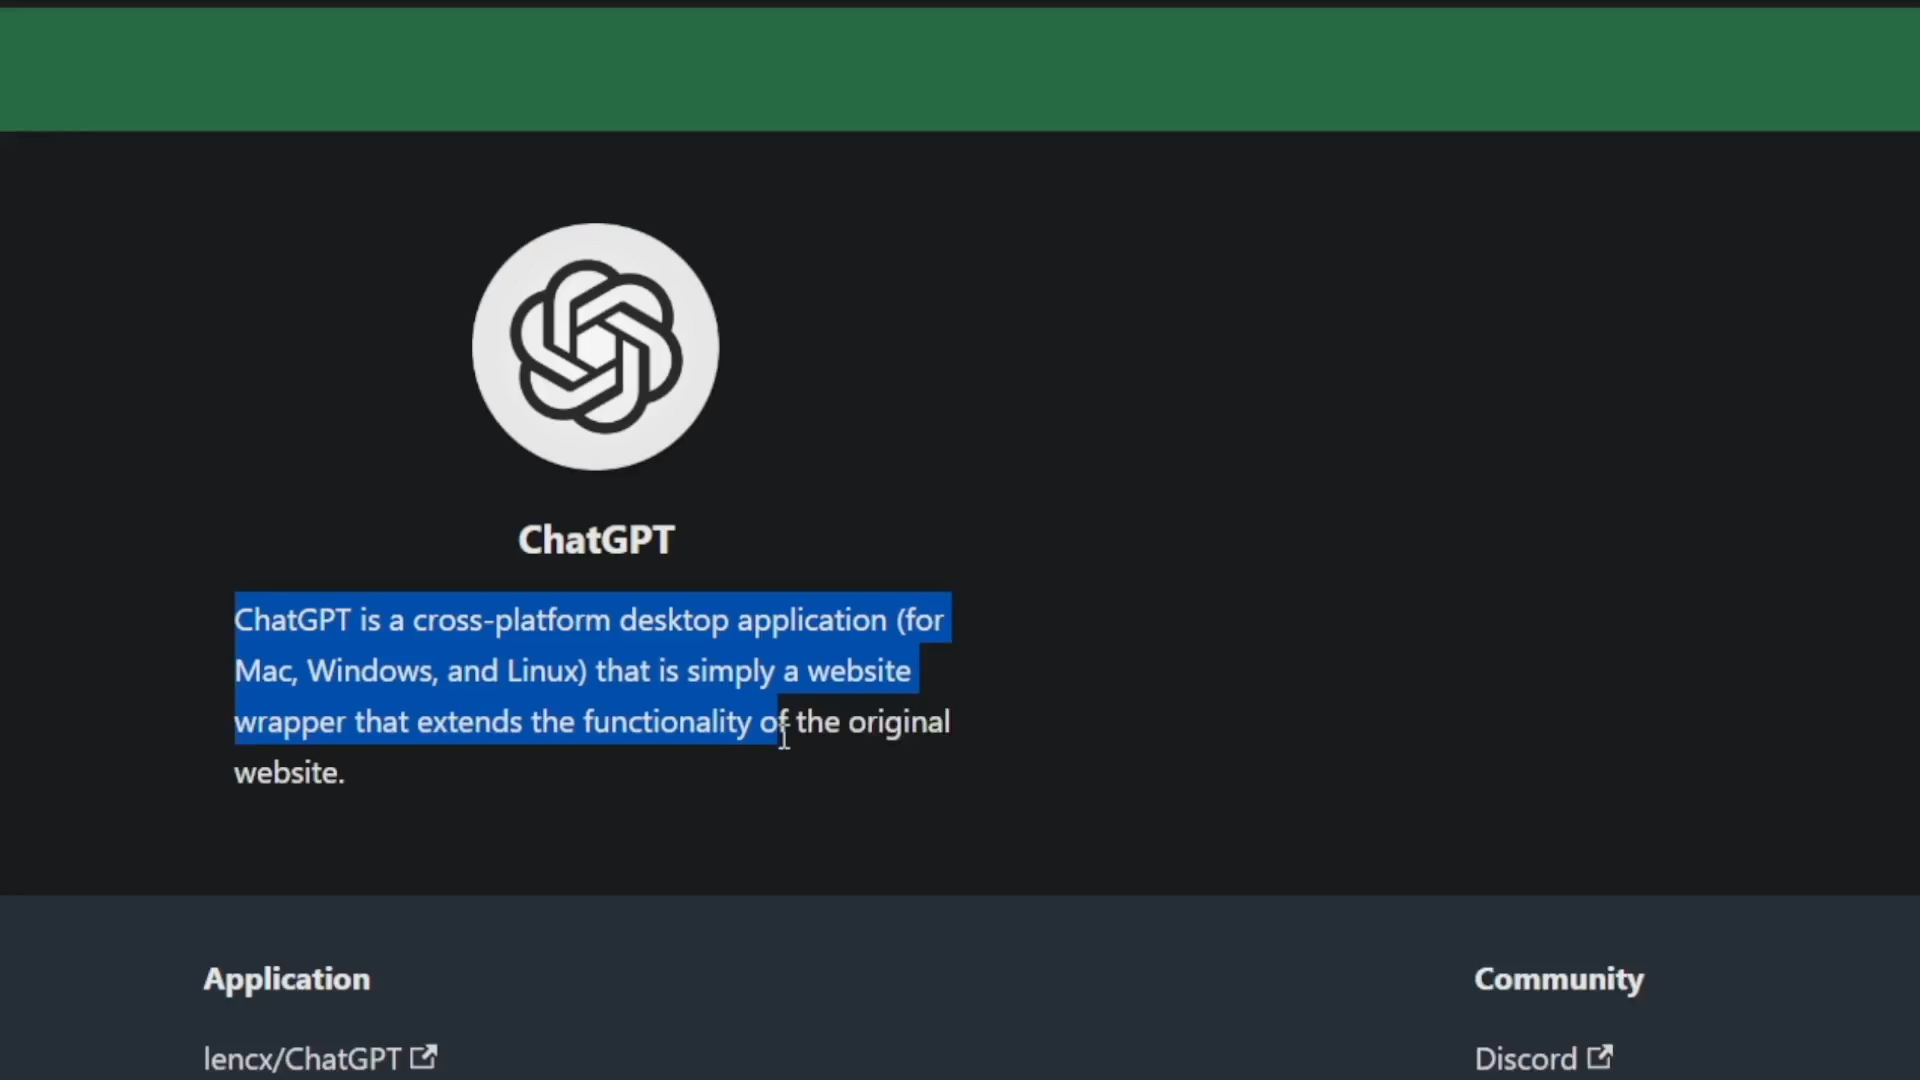 ChatGPT
ChatGPT is a cross-platform desktop application (for
Mac, Windows, and Linux) that is simply a website
wrapper that extends the functionality of the original
website.
Application
Community
lencx/ChatGPT
Discord